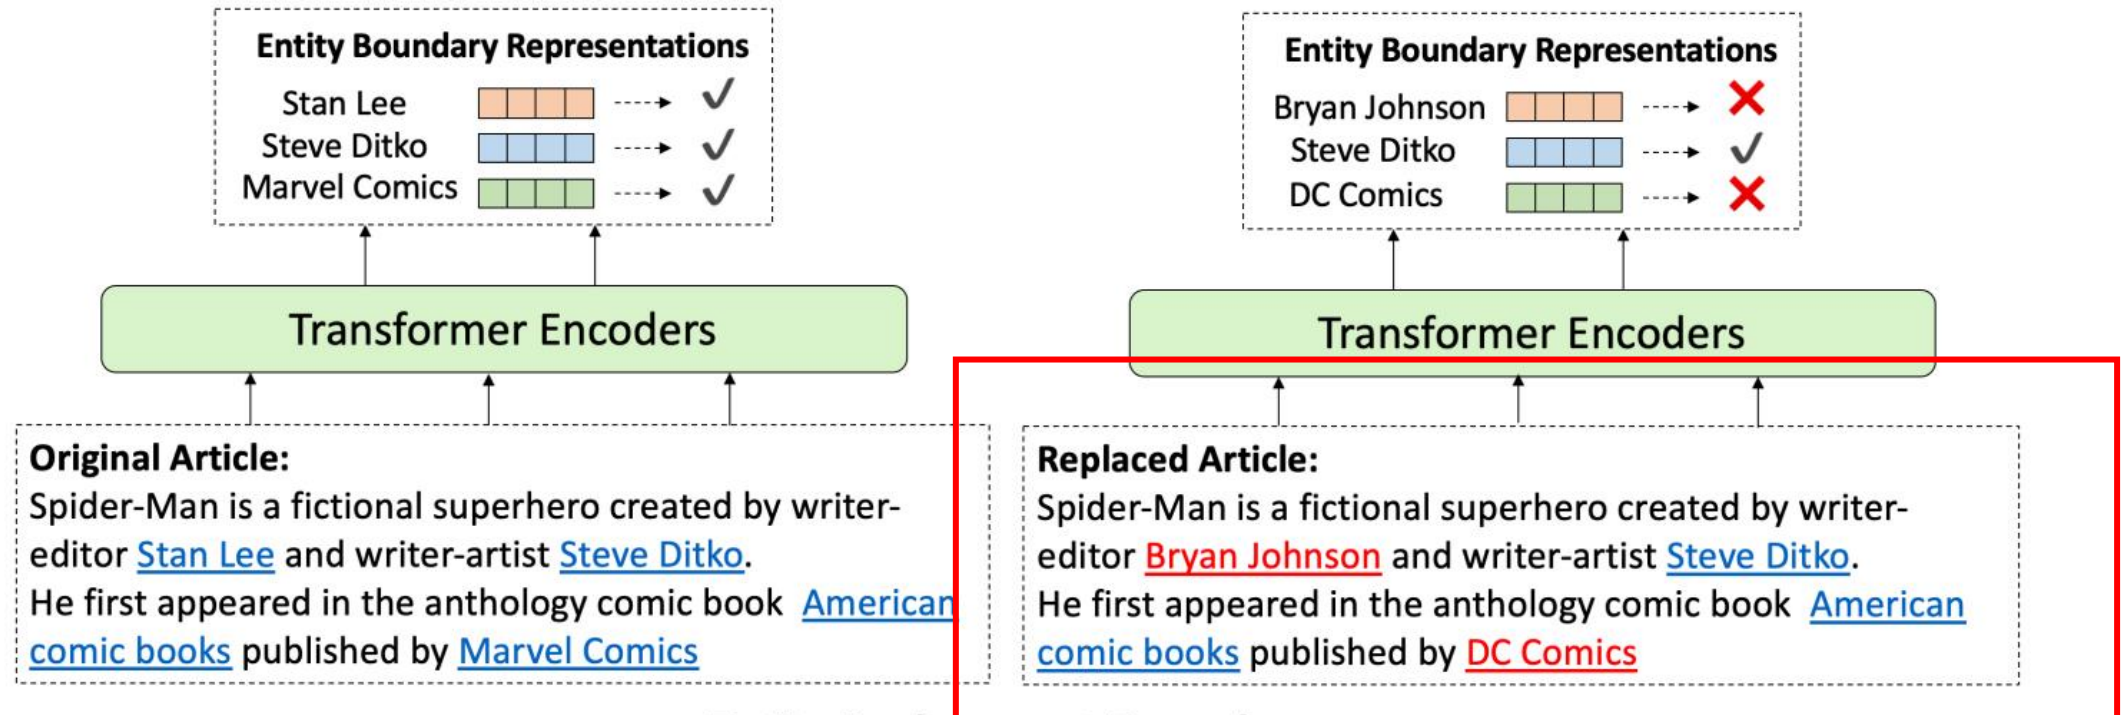 Entity Boundary Representations
Stan Lee
Steve Ditko
Marvel Comics
Transformer Encoders
Original Article:
Spider-Man is a fictional superhero created by writer-
editor Stan Lee and writer-artist Steve Ditko.
He first appeared in the anthology comic book American
comic books published by Marvel Comics
Entity Boundary Representations
Bryan Johnson
Steve Ditko
DC Comics
Transformer Encoders
Replaced Article:
Spider-Man is a fictional superhero created by writer-
editor Bryan Johnson and writer-artist Steve Ditko.
He first appeared in the anthology comic book American
comic books published by DC Comics